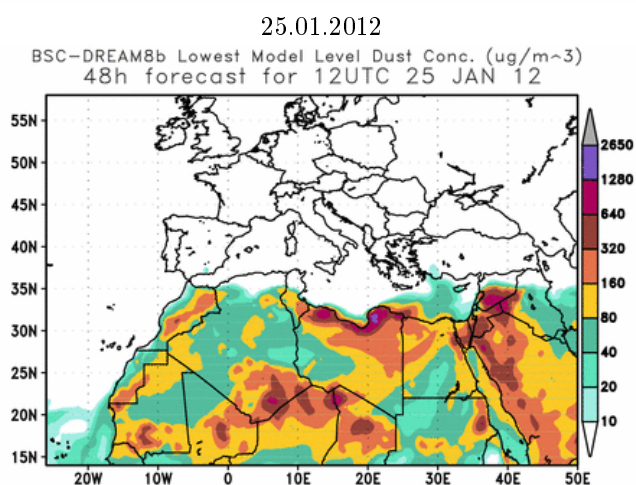 25.01.2012
BSC-DREAM8b Lowest Model Level Dust Conc. (ug/m^3)
48h forecast for 12UTC 25 JAN 12
55N
50N
45N
40N
35N
30N
25N
20N
15N
20W
10W
0
10E
20E
30E
40E
50E
2650
1280
640
320
160
80
40
20
10